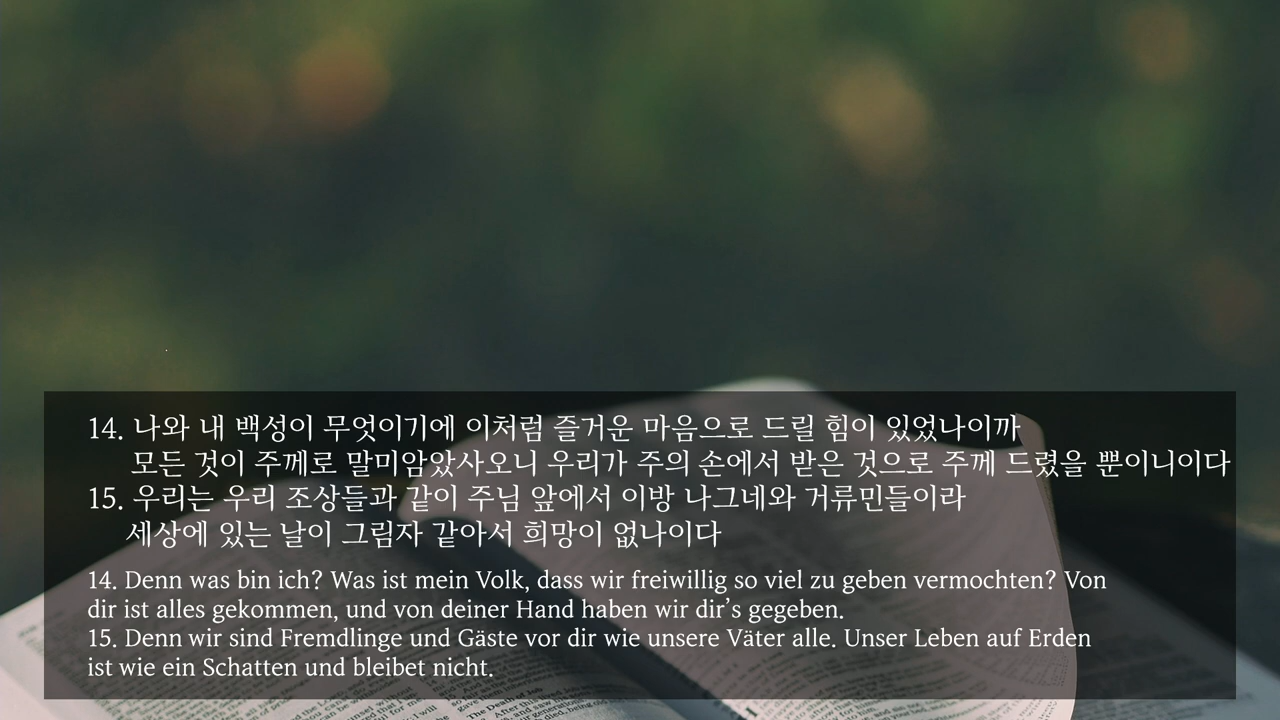 14. 나와 내 백성이 무엇이기에 이처럼 즐거운 마음으로 드릴 힘이 있었나이까
모든 것이 주께로 말미암았사오니 우리가 주의 손에서 받은 것으로 주께 드렸을 뿐이니이다
15. 우리는 우리 조상들과 같이 주님 앞에서 이방 나그네와 거류민들이라
세상에 있는 날이 그림자 같아서 희망이 없나이다
14. Denn was bin ich? Was ist mein Volk, dass wir freiwillig so viel zu geben vermochten? Von
dir ist alles gekommen, und von deiner Hand haben wir dir’s gegeben.
15. Denn wir sind Fremdlinge und Gäste vor dir wie unsere Väter alle. Unser Leben auf Erden
ist wie ein Schatten und bleibet nicht.
The Death of Job